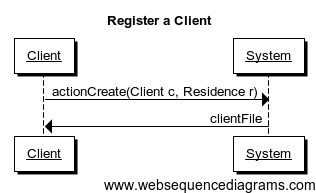 Register a Client
Client System
actionCreate(Client c, Residence r)
clientFile
Client System
www.websequencediagrams.com